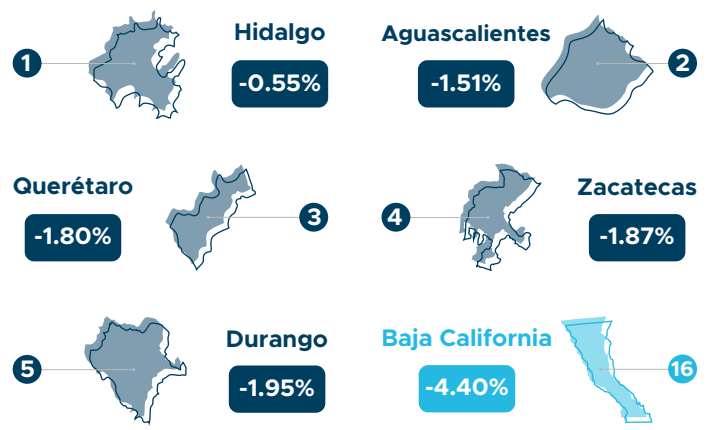 1
Hidalgo
-0.55%
Aguascalientes
-1.51%
2
Querétaro
-1.80%
3
4
Zacatecas
-1.87%
5
Durango
-1.95%
Baja California
-4.40%
16